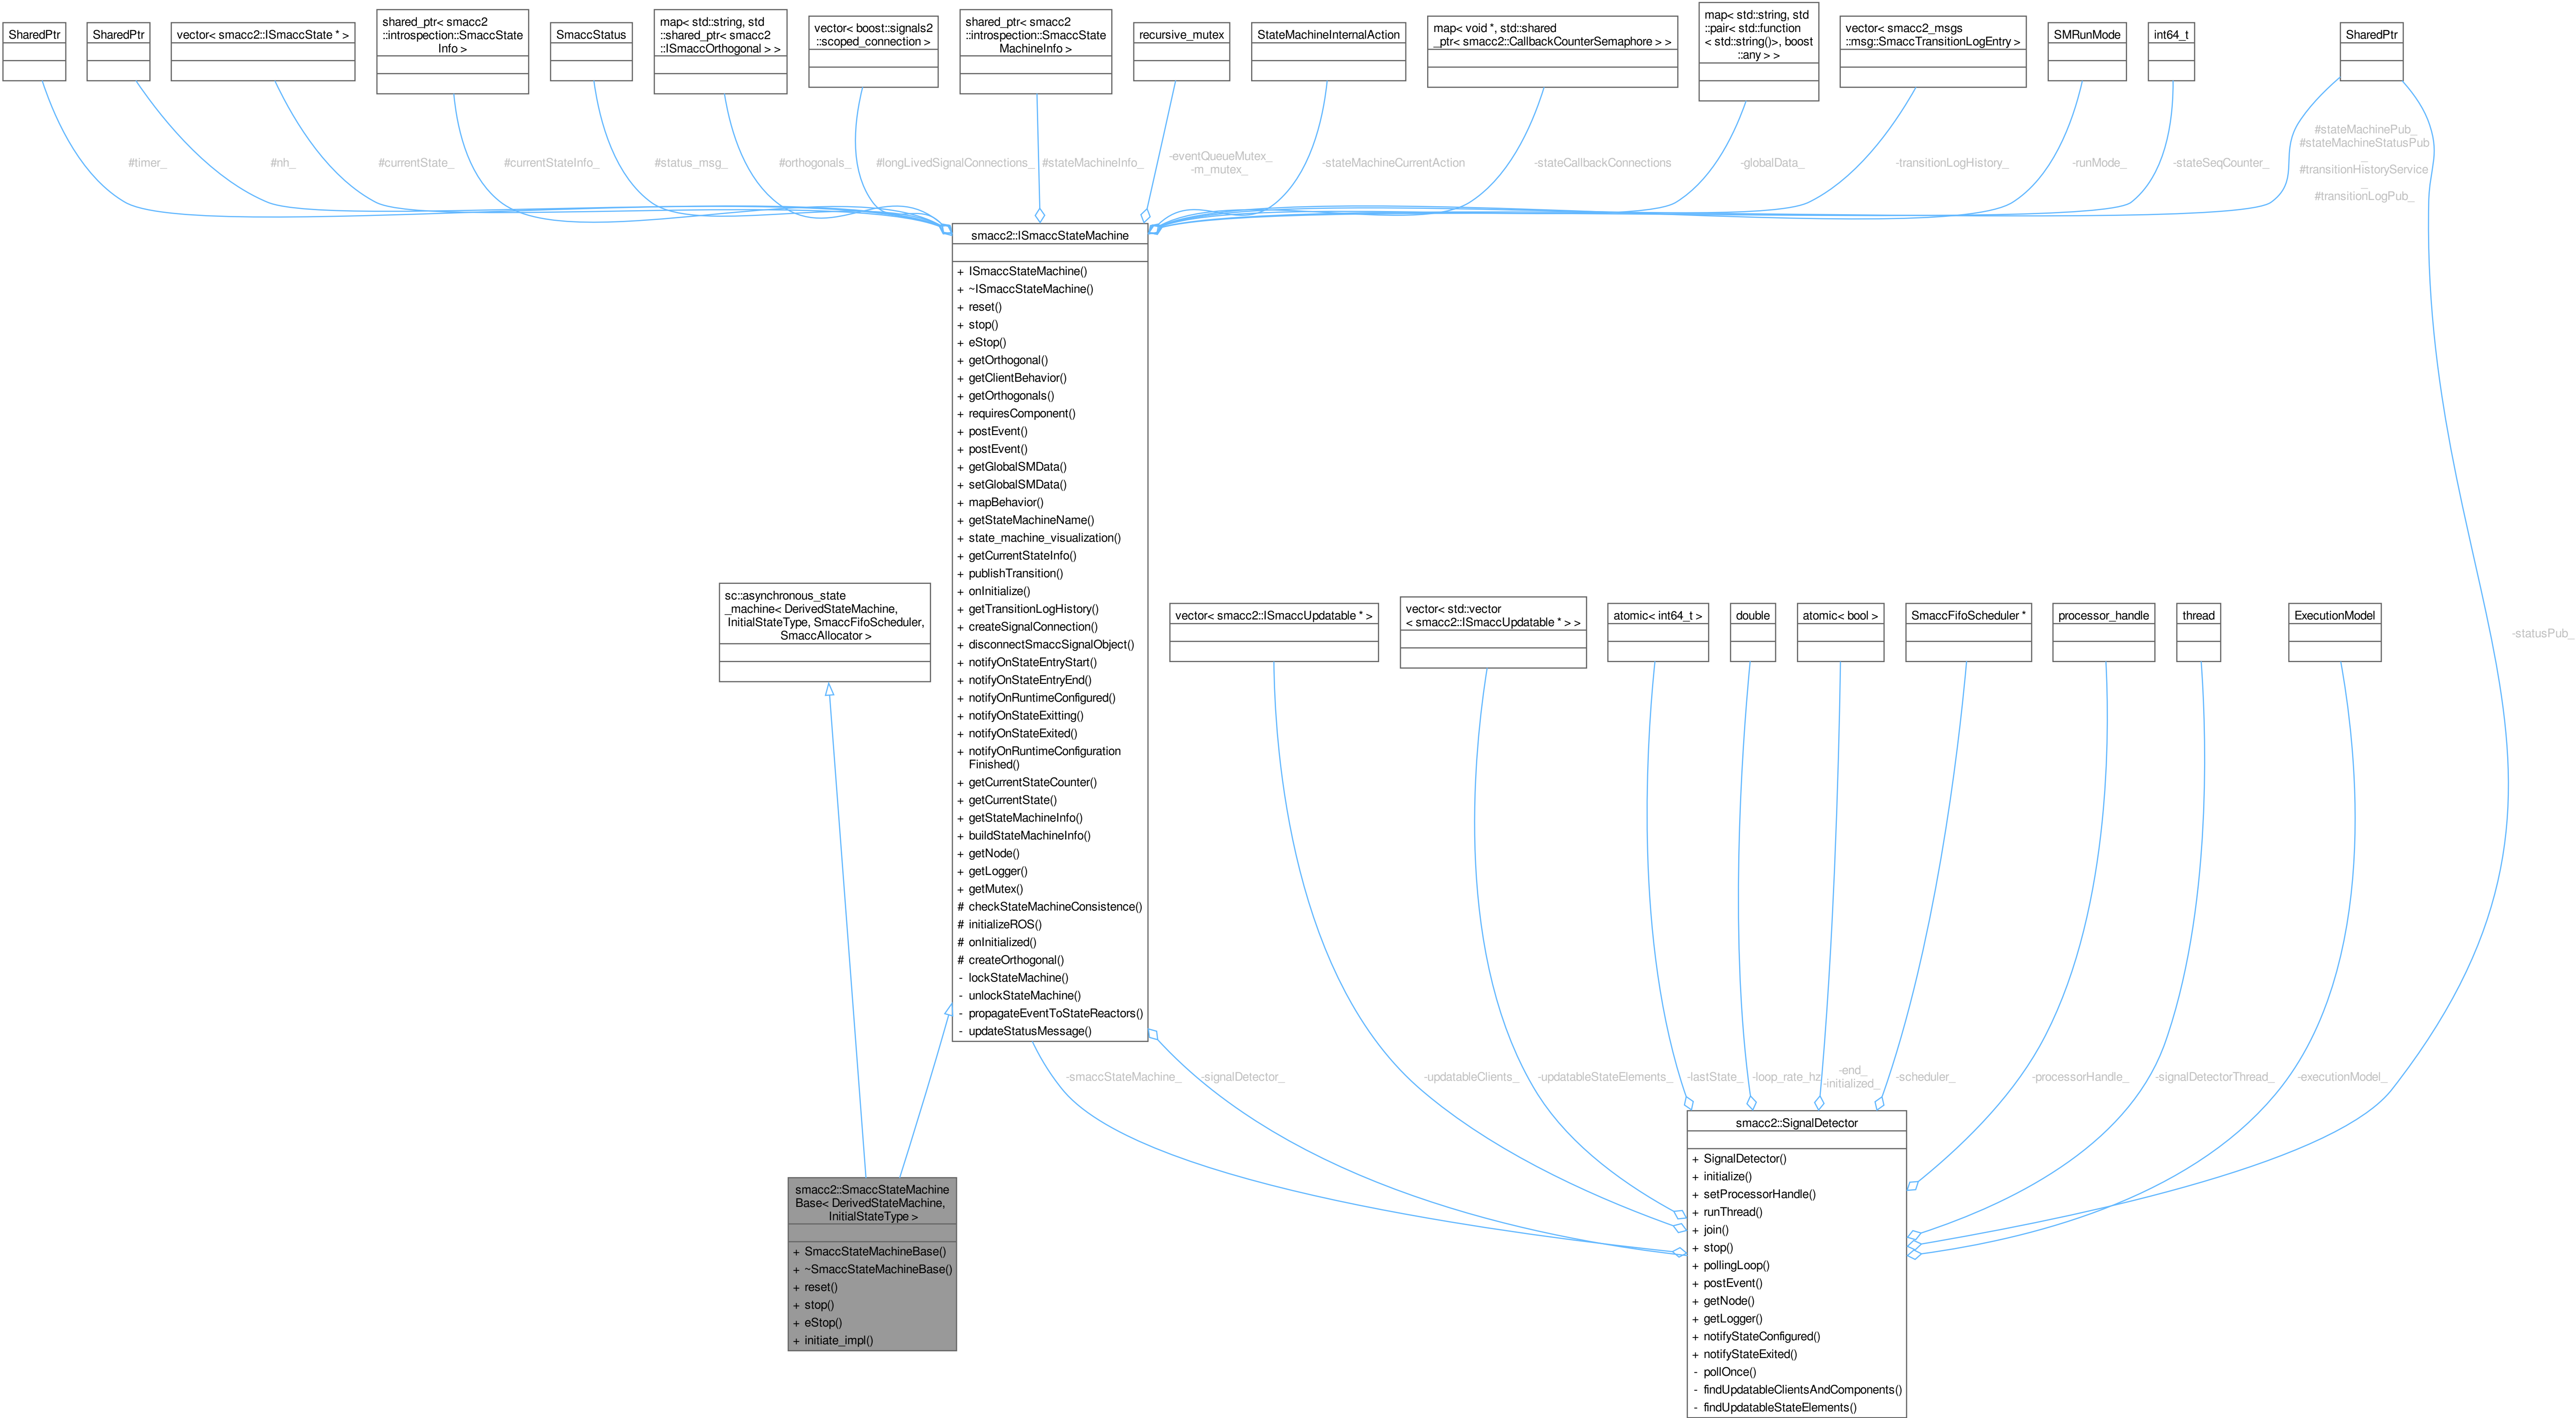 SharedPtr
SharedPtr
vector< smacc2::ISmaccState * >
shared_ptr< smacc2
::introspection::SmaccState
Info >
SmaccStatus
map< std::string, std
::shared_ptr< smacc2
::ISmaccOrthogonal > >
vector< boost::signals2
::scoped_connection >
shared_ptr< smacc2
::introspection::SmaccState
MachineInfo >
recursive_mutex
StateMachineInternalAction
map< void *, std::shared
_ptr< smacc2::CallbackCounterSemaphore > >
map< std::string, std
::pair< std::function
< std::string()>, boost
::any > >
vector< smacc2_msgs
::msg::SmaccTransitionLogEntry >
SMRunMode
int64_t
SharedPtr
#timer_
#nh_
#currentState_
#currentStateInfo_
#status_msg_
#orthogonals_
#longLivedSignalConnections_
#stateMachineInfo_
-eventQueueMutex_
-m_mutex_
-stateMachineCurrentAction
-stateCallbackConnections
-globalData_
-transitionLogHistory_
-runMode_
-stateSeqCounter_
#stateMachinePub_
#stateMachineStatusPub
_
#transitionHistoryService
_
#transitionLogPub_
smacc2::ISmaccStateMachine
+ ISmaccStateMachine()
+ ~ISmaccStateMachine()
+ reset()
+ stop()
+ eStop()
+ getOrthogonal()
+ getClientBehavior()
+ getOrthogonals()
+ requiresComponent()
+ postEvent()
+ postEvent()
+ getGlobalSMData()
+ setGlobalSMData()
+ mapBehavior()
+ getStateMachineName()
+ state_machine_visualization()
+ getCurrentStateInfo()
+ publishTransition()
+ onInitialize()
+ getTransitionLogHistory()
+ createSignalConnection()
+ disconnectSmaccSignalObject()
+ notifyOnStateEntryStart()
+ notifyOnStateEntryEnd()
+ notifyOnRuntimeConfigured()
+ notifyOnStateExitting()
+ notifyOnStateExited()
+ notifyOnRuntimeConfiguration
Finished()
+ getCurrentStateCounter()
+ getCurrentState()
+ getStateMachineInfo()
+ buildStateMachineInfo()
+ getNode()
+ getLogger()
+ getMutex()
# checkStateMachineConsistence()
# initializeROS()
# onInitialized()
# createOrthogonal()
- lockStateMachine()
- unlockStateMachine()
- propagateEventToStateReactors()
- updateStatusMessage()
sc::asynchronous_state
_machine< DerivedStateMachine,
InitialStateType, SmaccFifoScheduler,
SmaccAllocator >
vector< smacc2::ISmaccUpdatable * >
vector< std::vector
< smacc2::ISmaccUpdatable * > >
atomic< int64_t >
double
atomic< bool >
SmaccFifoScheduler *
processor_handle
thread
ExecutionModel
-statusPub_
-smaccStateMachine_
-signalDetector_
-updatableClients_
-updatableStateElements_
-lastState_
-loop_rate_hz
-end_
-initialized_
-scheduler_
-processorHandle_
-signalDetectorThread_
-executionModel_
smacc2::SmaccStateMachine
Base< DerivedStateMachine,
InitialStateType >
+ SmaccStateMachineBase()
+ ~SmaccStateMachineBase()
+ reset()
+ stop()
+ eStop()
+ initiate_impl()
smacc2::SignalDetector
+ SignalDetector()
+ initialize()
+ setProcessorHandle()
+ runThread()
+ join()
+ stop()
+ pollingLoop()
+ postEvent()
+ getNode()
+ getLogger()
+ notifyStateConfigured()
+ notifyStateExited()
- pollOnce()
- findUpdatableClientsAndComponents()
- findUpdatableStateElements()